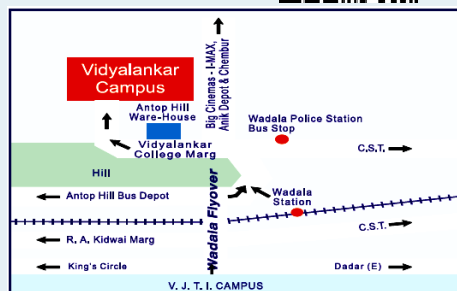 Vidyalankar
Campus
Big Cinemas - I-MAX,
Anik Depot & Chembur
Antop Hill
Ware-House
Wadala Police Station
Bus Stop
Vidyalankar
College Marg
C.S.T.
Hill
Antop Hill Bus Depot
Wadala
Station
Wadala Flyover
C.S.T.
R, A, Kidwai Marg
King's Circle
Dadar (E)
V. J. T. I. CAMPUS